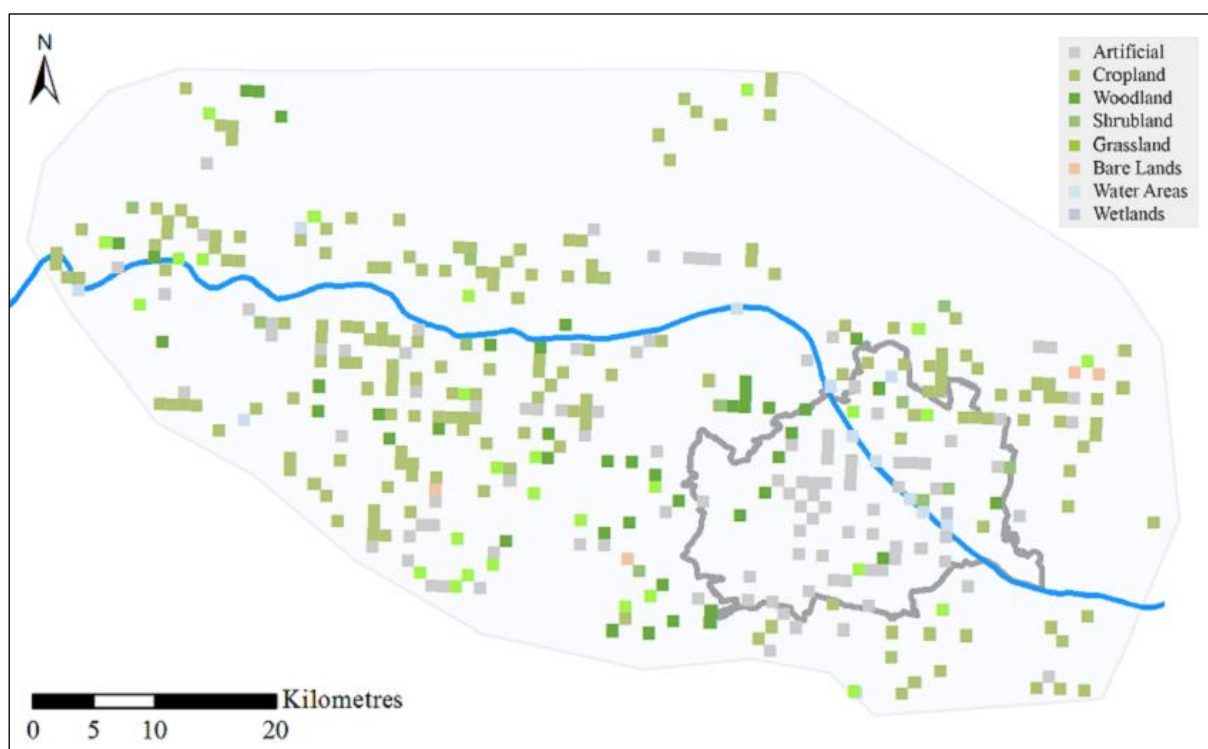 N
Artificial
Cropland
Woodland
Shrubland
Grassland
Bare Lands
Water Areas
Wetlands
Kilometres
0 5 10 20